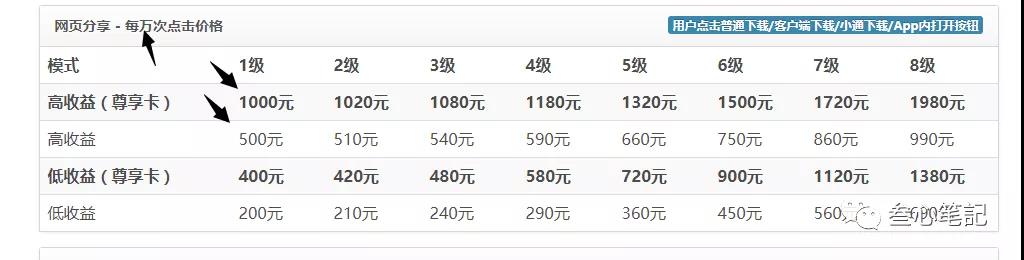 网页分享 - 每万次点击价格 用户点击普通下载/客户端下载/小通下载/App内打开按钮
模式 1级 2级 3级 4级 5级 6级 7级 8级
高收益（尊享卡） 1000元 1020元 1080元 1180元 1320元 1500元 1720元 1980元
高收益 500元 510元 540元 590元 660元 750元 860元 990元
低收益（尊享卡） 400元 420元 480元 580元 720元 900元 1120元 1380元
低收益 200元 210元 240元 290元 360元 450元 560元 690元
叁心笔記